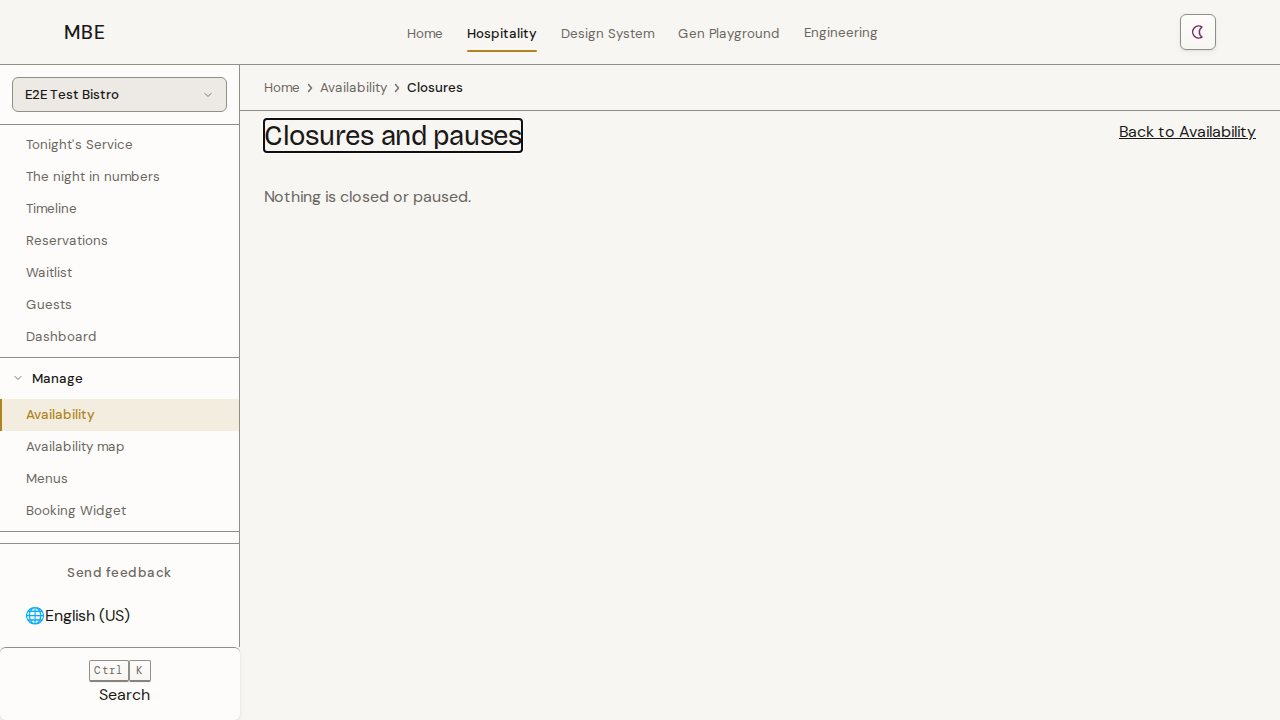 MBE
Home
Hospitality
Design System
Gen Playground
Engineering
E2E Test Bistro
Tonight's Service
The night in numbers
Timeline
Reservations
Waitlist
Guests
Dashboard
Manage
Availability
Availability map
Menus
Booking Widget
Send feedback
English (US)
Ctrl K
Search
Home > Availability > Closures
Closures and pauses
Back to Availability
Nothing is closed or paused.